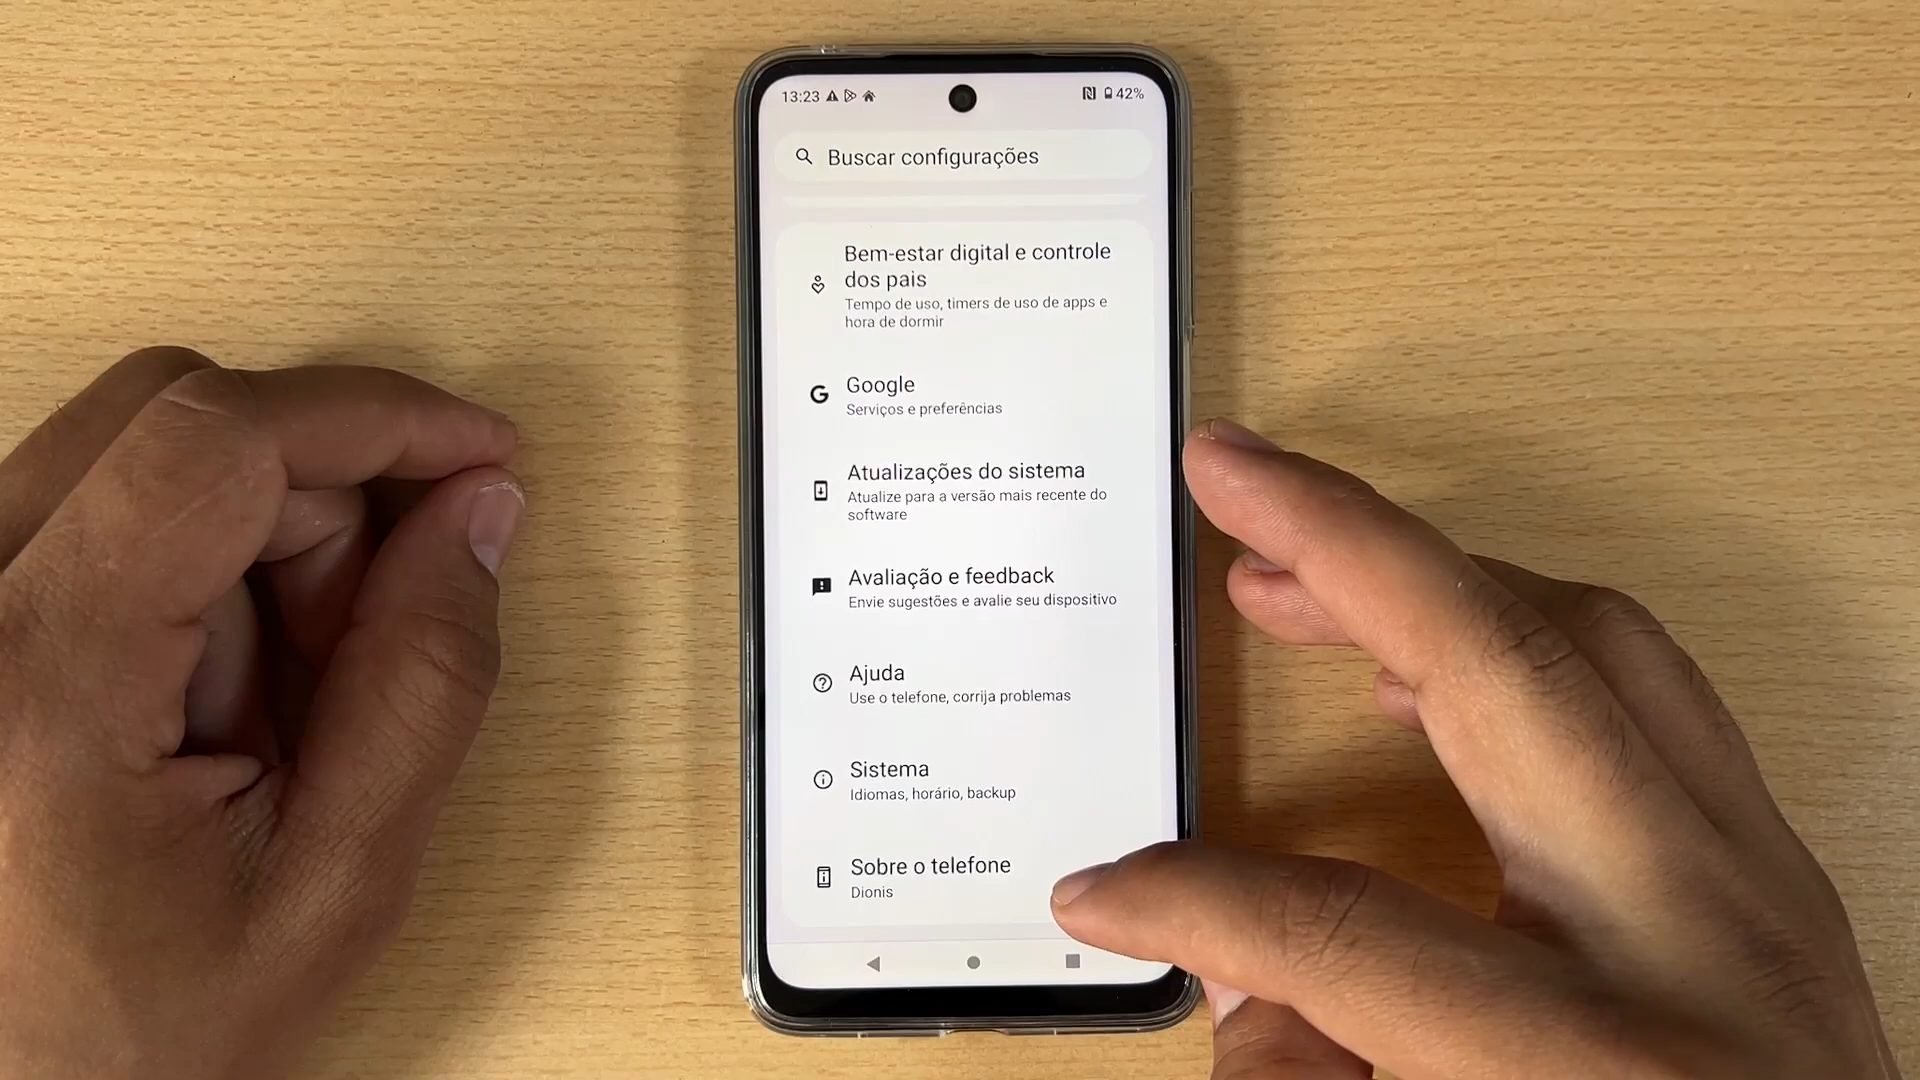 13:23
42%
Buscar configurações
Bem-estar digital e controle
dos pais
Tempo de uso, timers de uso de apps e
hora de dormir
Google
Serviços e preferências
Atualizações do sistema
Atualize para a versão mais recente do
software
Avaliação e feedback
Envie sugestões e avalie seu dispositivo
Ajuda
Use o telefone, corrija problemas
Sistema
Idiomas, horário, backup
Sobre o telefone
Dionis